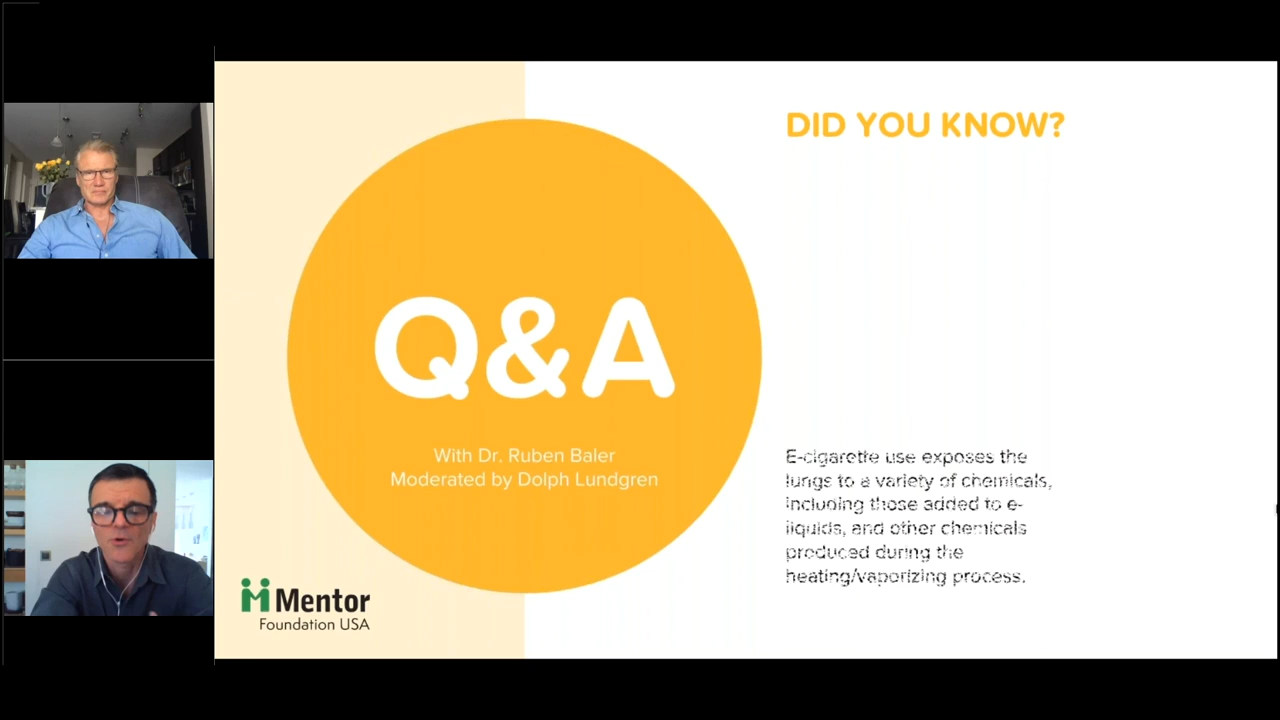 DID YOU KNOW?
Q&A
With Dr. Ruben Baler
Moderated by Dolph Lundgren
E-cigarette use exposes the
lungs to a variety of chemicals,
including those added to e-
liquids, and other chemicals
produced during the
heating/vaporizing process.
Mentor
Foundation USA